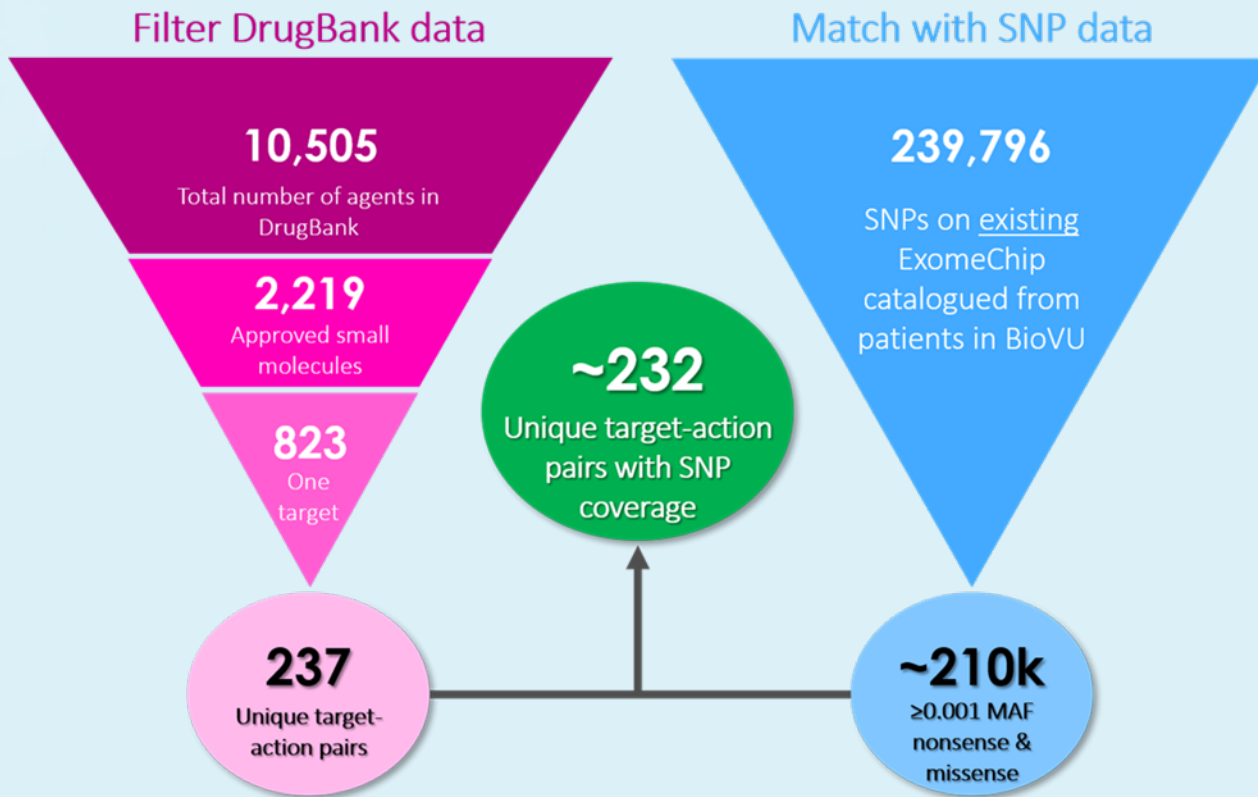 Filter DrugBank data
10,505
Total number of agents in
DrugBank
2,219
Approved small
molecules
823
One
target
237
Unique target-
action pairs
~232
Unique target-action
pairs with SNP
coverage
Match with SNP data
239,796
SNPs on existing
ExomeChip
catalogued from
patients in BioVU
~210k
≥0.001 MAF
nonsense &
missense